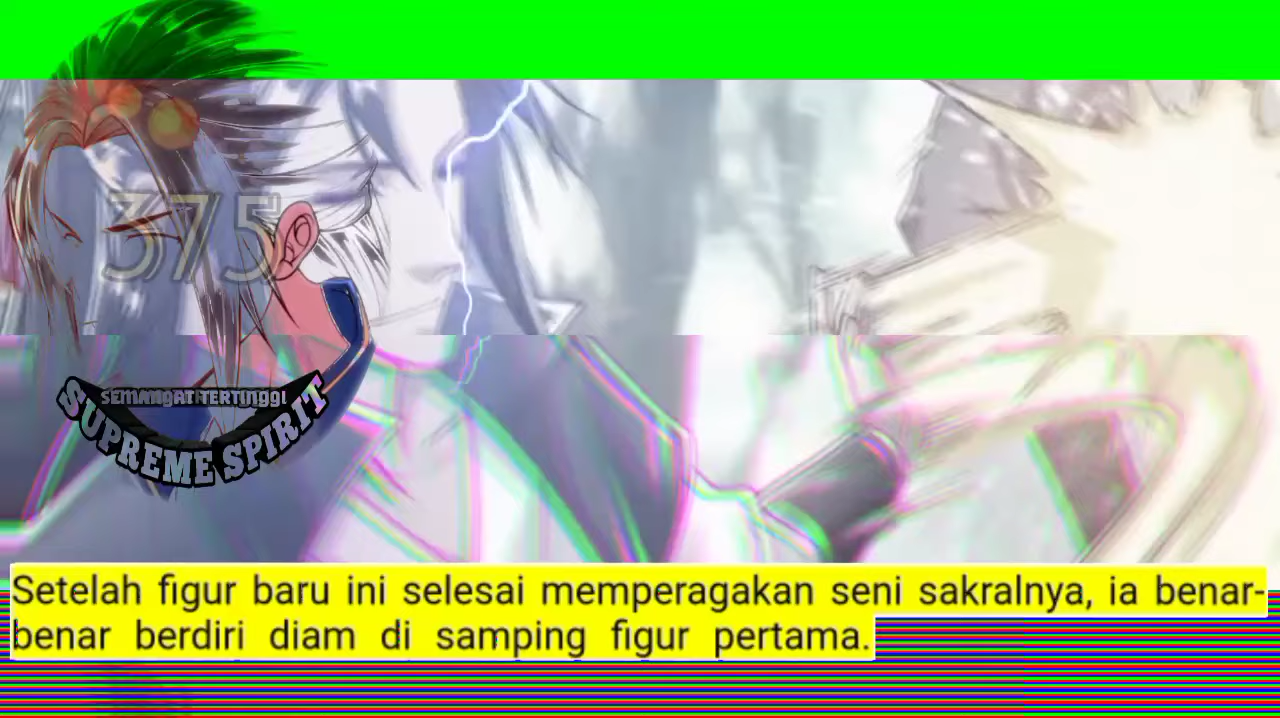 375
SEMANGAT TERTINGGI
SUPREME SPIRIT
Setelah figur baru ini selesai memperagakan seni sakralnya, ia benar-
benar berdiri diam di samping figur pertama.